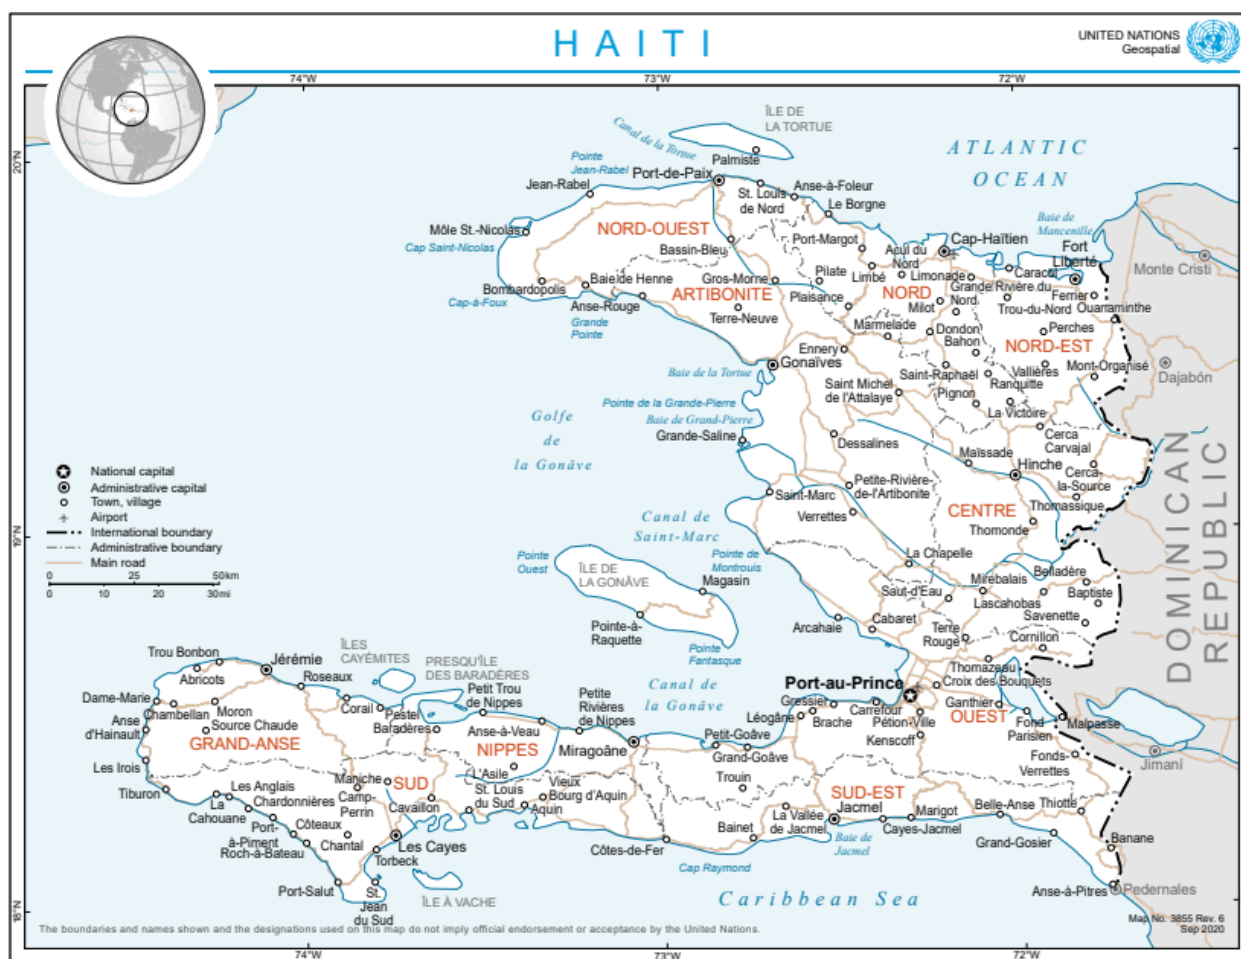 HAITI
UNITED NATIONS
Geospatial
74°W
73°W
72°W
20°N
19°N
18°N
ÎLE DE
LA TORTUE
Canal de la Tortue
Palmiste
ATLANTIC
OCEAN
Pointe
Jean-Rabel
Port-de-Paix
Jean-Rabel
St. Louis
de Nord
Anse-à-Foleur
Le Borgne
Baie de
Mancenille
Môle St.-Nicolas
Cap Saint-Nicolas
NORD-OUEST
Bassin-Bleu
Port-Margot
Acul du
Nord
Cap-Haïtien
Fort
Liberté
Monte Cristi
Bombardopolis
Baie de Henne
Gros-Morne
Pilate
Limbé
Limonade
Caracol
Cap-à-Foux
Anse-Rouge
ARTIBONITE
Plaisance
NORD
Grande Rivière du
Nord
Ferrier
Ouanaminthe
Grande
Pointe
Terre-Neuve
Milot
Trou-du-Nord
Marmelade
Dondon
Bahon
Perches
NORD-EST
Ennery
Gonaïves
Saint-Raphaël
Ranquitte
Vallières
Mont-Organisé
Dajabón
Baie de la Tortue
Saint Michel
de l'Attalaye
Pignon
La Victoire
Pointe de la Grande-Pierre
Baie de Grand-Pierre
Golfe
de
la Gonâve
Grande-Saline
Dessalines
Cerca
Carvajal
Maïssade
Hinche
Cerca-
la-Source
DOMINICAN
REPUBLIC
National capital
Administrative capital
Town, village
Airport
International boundary
Administrative boundary
Main road
0 25 50 km
0 10 20 30 mi
Saint-Marc
Petite-Rivière-
de-l'Artibonite
Thomassique
Verrettes
CENTRE
Thomonde
Canal de
Saint-Marc
Pointe
Ouest
ÎLE DE
LA GONÂVE
Pointe de
Montrouis
La Chapelle
Magasin
Saut-d'Eau
Mirebalais
Belladère
Lascahobas
Baptiste
Savenette
Pointe-à-
Raquette
Arcahaie
Cabaret
Terre
Rouge
Cornillon
Pointe
Fantasque
Thomazeau
ÎLES
CAYÉMITES
PRESQU'ÎLE
DES BARADÈRES
Trou Bonbon
Abricots
Jérémie
Roseaux
Canal de
la Gonâve
Port-au-Prince
Croix des Bouquets
Dame-Marie
Chambellan
Moron
Corail
Pestel
Petit Trou
de Nippes
Petite
Rivières
de Nippes
Gressier
Léogâne
Brache
Carrefour
Pétion-Ville
Ganthier
OUEST
Fond
Parisien
Malpasse
Anse
d'Hainault
Source Chaude
GRAND-ANSE
Baradères
Anse-à-Veau
NIPPES
Miragoâne
Petit-Goâve
Grand-Goâve
Kenscoff
Fonds-
Verrettes
Jimaní
Les Irois
Tiburon
Les Anglais
Chardonnières
La
Cahouane
Port-
à-Piment
Roch-à-Bateau
Côteaux
Chantal
Maniche
Camp-
Perrin
SUD
Cavaillon
L'Asile
St. Louis
du Sud
Vieux
Bourg d'Aquin
Aquin
Trouin
SUD-EST
La Vallée
de Jacmel
Jacmel
Marigot
Cayes-Jacmel
Belle-Anse
Thiotte
Les Cayes
Torbeck
Côtes-de-Fer
Bainet
Baie de
Jacmel
Grand-Gosier
Banane
Port-Salut
St.
Jean
du Sud
ÎLE À VACHE
Cap Raymond
Caribbean Sea
Anse-à-Pitres
Pedernales
The boundaries and names shown and the designations used on this map do not imply official endorsement or acceptance by the United Nations.
Map No. 3855 Rev. 6
Sep 2020
74°W
73°W
72°W